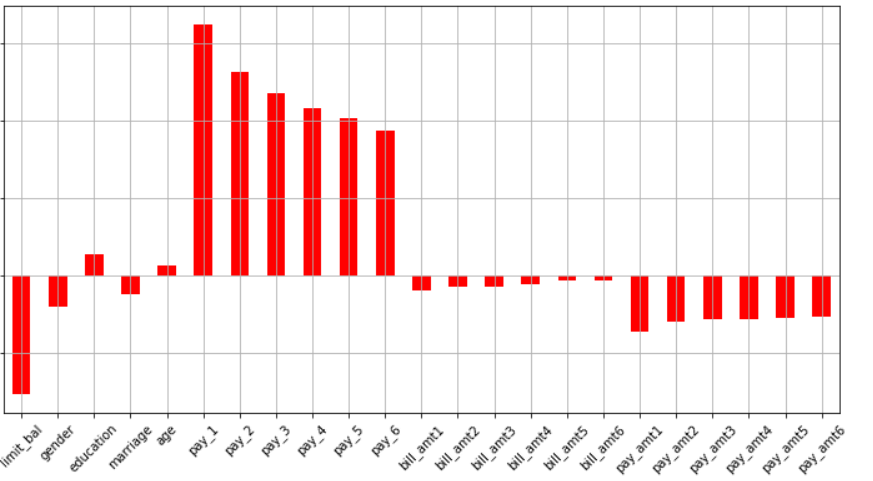 limit_bal
gender
education
marriage
age
pay_1
pay_2
pay_3
pay_4
pay_5
pay_6
bill_amt1
bill_amt2
bill_amt3
bill_amt4
bill_amt5
bill_amt6
pay_amt1
pay_amt2
pay_amt3
pay_amt4
pay_amt5
pay_amt6